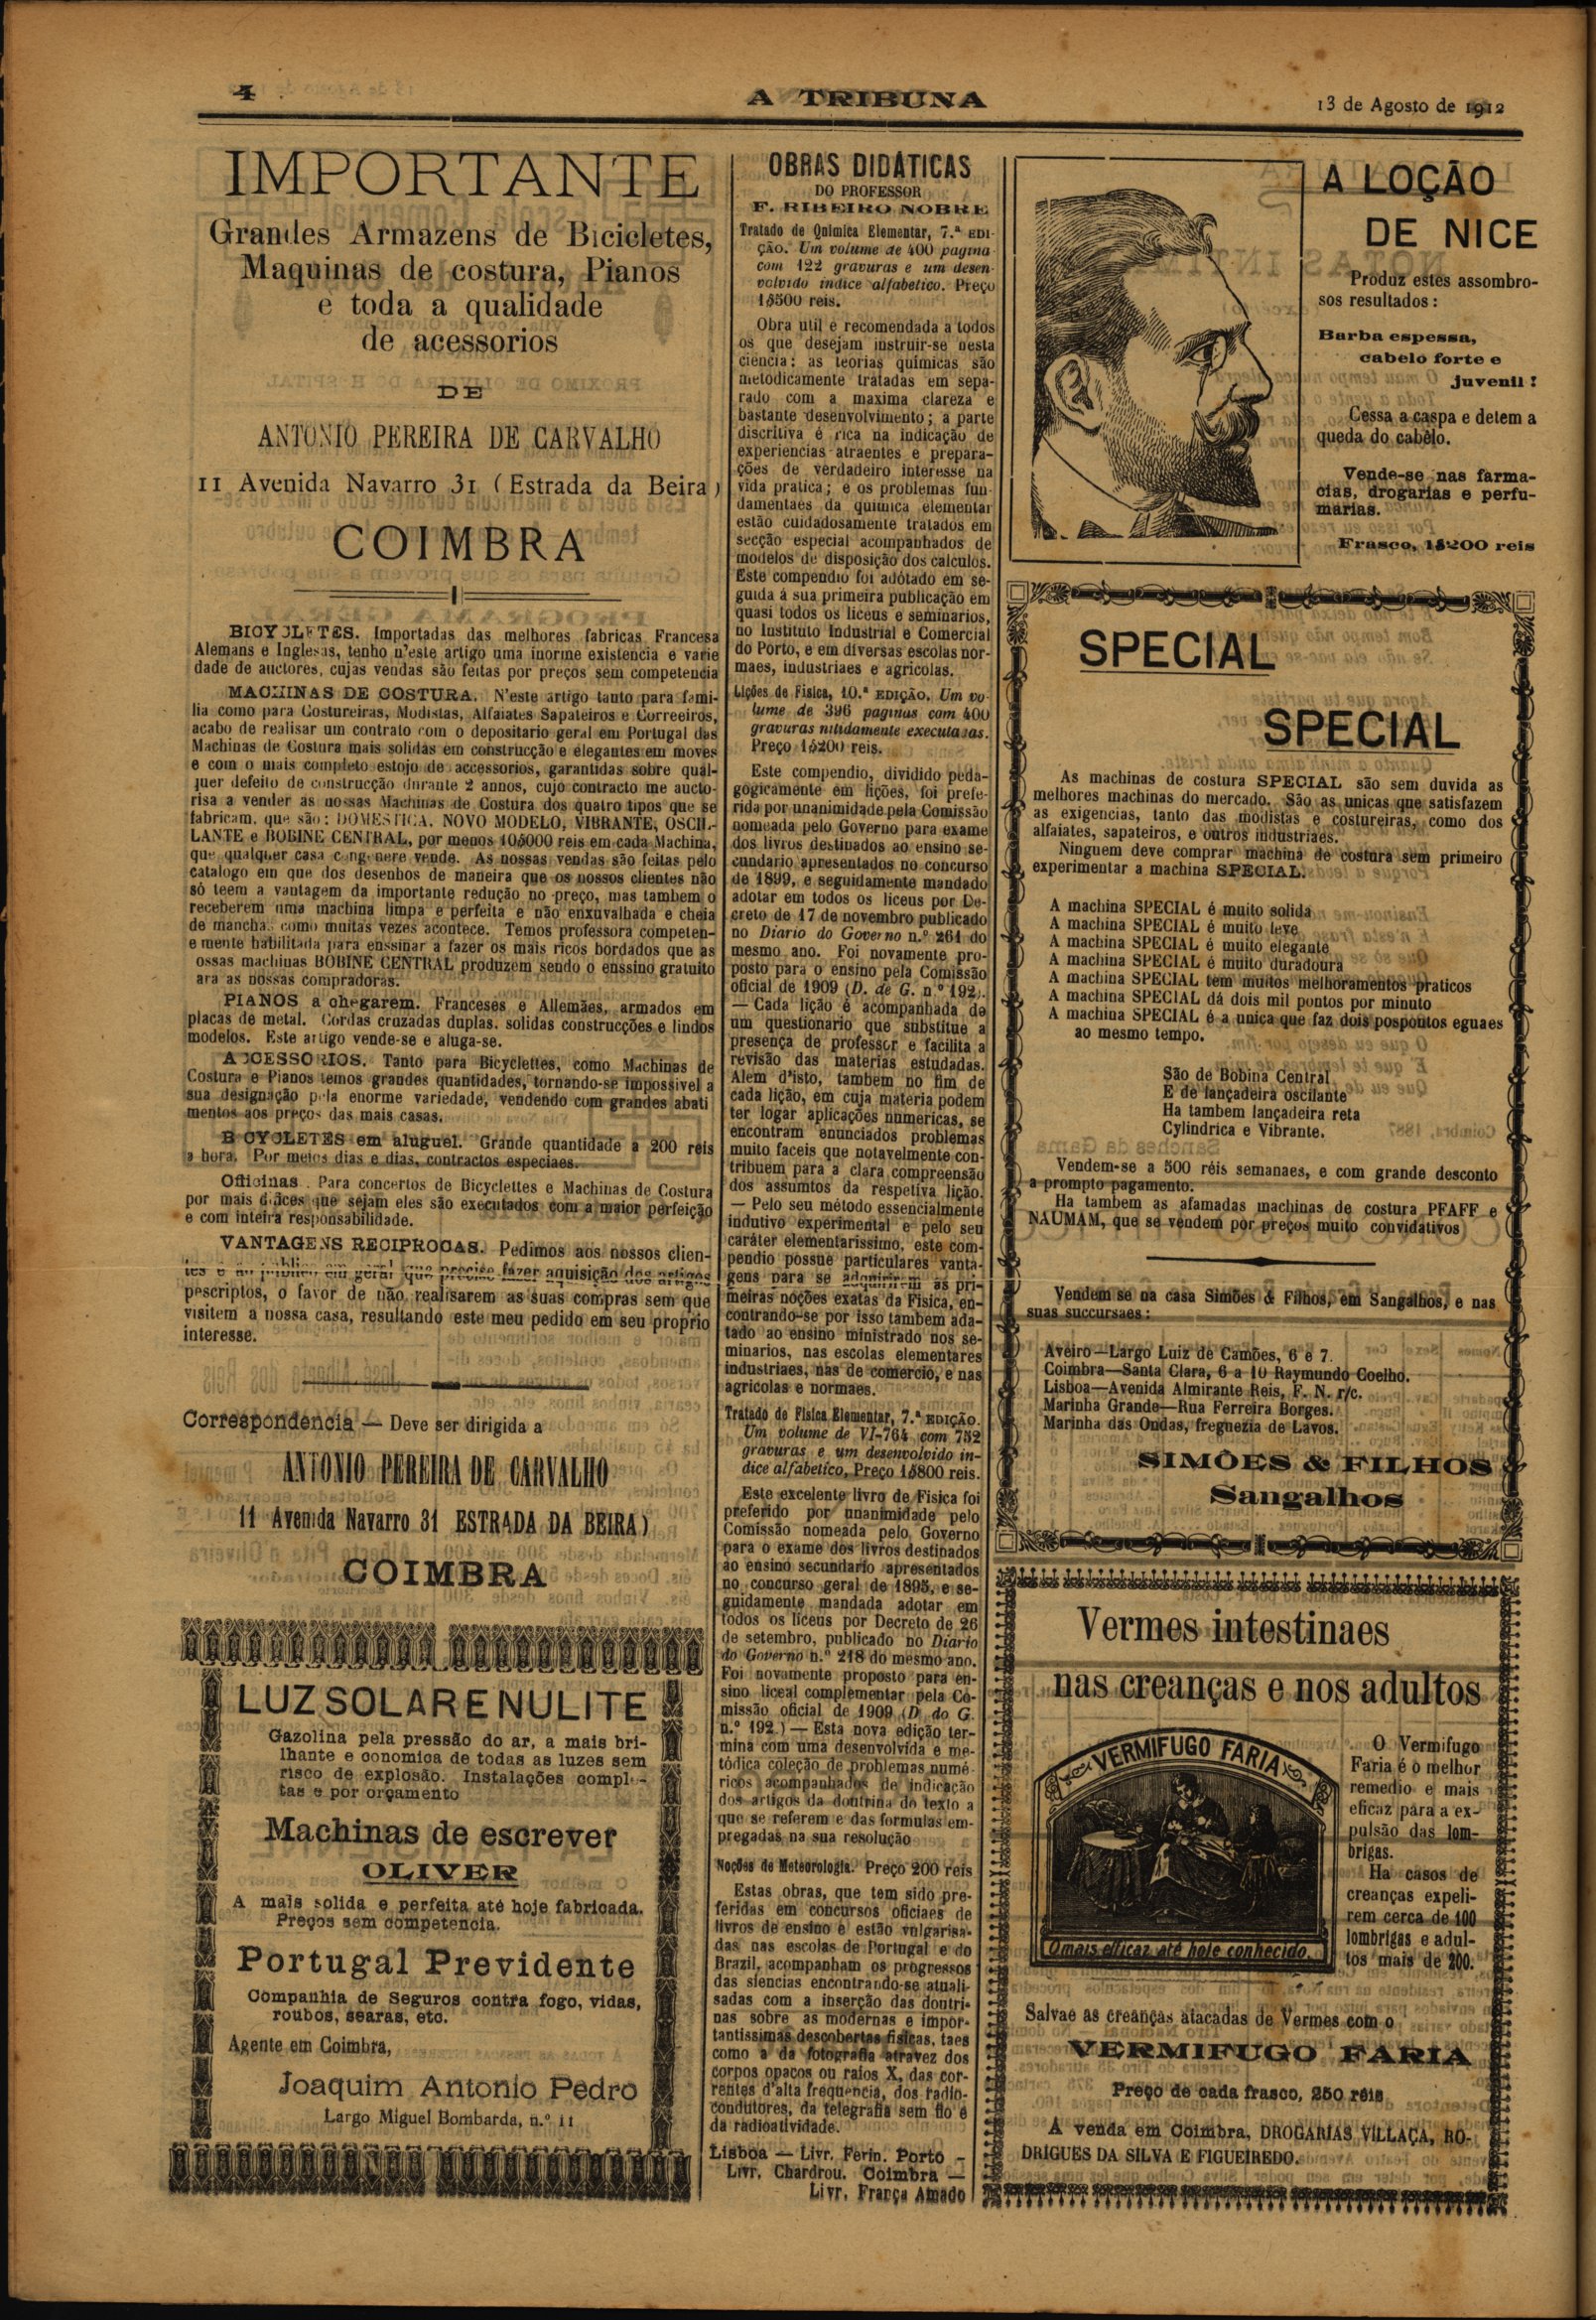 4
A TRIBUNA
13 de Agosto de 1912
IMPORTANTE
Grandes Armazens de Bicicletes,
Maquinas de costura, Pianos
e toda a qualidade
de acessorios
DE
ANTONIO PEREIRA DE CARVALHO
11 Avenida Navarro 31 (Estrada da Beira)
COIMBRA
BICYCLETES. Importadas das melhores fabricas Francesa
Alemans e Inglesas, tenho n'este artigo uma inorme existencia e varie
dade de auctores, cujas vendas são feitas por preços sem competencia
MACHINAS DE COSTURA. N'este artigo tanto para fami-
lia como para Costureiras, Modistas, Alfaiates Sapateiros e Correeiros,
acabo de realisar um contrato com o depositario geral em Portugal das
Machinas de Costura mais solidas em construcção e elegantes em moves
e com o mais completo estojo de accessorios, garantidas sobre qual-
quer defeito de construcção durante 2 annos, cujo contracto me aucto-
risa a vender as nossas Machinas de Costura dos quatro tipos que se
fabricam, que são: DOMESTICA, NOVO MODELO, VIBRANTE, OSCIL-
LANTE e BOBINE CENTRAL, por menos 10$000 reis em cada Machina,
que qualquer casa congenere vende. As nossas vendas são feitas pelo
catalogo em que dos desenhos de maneira que os nossos clientes não
só teem a vantagem da importante redução no preço, mas tambem o
receberem uma machina limpa e perfeita e não enxuvalhada e cheia
de mancha, como muitas vezes acontece. Temos professora competen-
e mente habilitada para enssinar a fazer os mais ricos bordados que as
ossas machinas BOBINE CENTRAL produzem sendo o enssino gratuito
ara as nossas compradoras.
PIANOS a chegarem. Franceses e Allemães, armados em
placas de metal. Cordas cruzadas duplas. solidas construcções e lindos
modelos. Este artigo vende-se e aluga-se.
ACCESSORIOS. Tanto para Bicyclettes, como Machinas de
Costura e Pianos temos grandes quantidades, tornando-se impossivel a
sua designação pela enorme variedade, vendendo com grandes abati
mentos aos preços das mais casas.
BICYCLETES em aluguel. Grande quantidade a 200 reis
a hora. Por meios dias e dias, contractos especiaes.
Officinas. Para concertos de Bicyclettes e Machinas de Costura
por mais dificeis que sejam eles são executados com a maior perfeição
e com inteira responsabilidade.
VANTAGENS RECIPROCAS. Pedimos aos nossos clien-
tes e ao publico em geral que precise fazer aquisição dos artigos
pescriptos, o favor de não realisarem as suas compras sem que
visitem a nossa casa, resultando este meu pedido em seu proprio
interesse.
Correspondencia — Deve ser dirigida a
ANTONIO PEREIRA DE CARVALHO
11 Avenida Navarro 31 ESTRADA DA BEIRA)
COIMBRA
LUZ SOLAR E NULITE
Gazolina pela pressão do ar, a mais bri-
lhante e conomica de todas as luzes sem
risco de explosão. Instalações comple-
tas e por orçamento
Machinas de escrever
OLIVER
A mais solida e perfeita até hoje fabricada.
Preços sem competencia.
Portugal Previdente
Companhia de Seguros contra fogo, vidas,
roubos, searas, etc.
Agente em Coimbra,
Joaquim Antonio Pedro
Largo Miguel Bombarda, n.º 11
OBRAS DIDÁTICAS
DO PROFESSOR
F. RIBEIRO NOBRE
Tratado de Quimica Elementar, 7.ª EDI-
ÇÃO. Um volume de 400 pagina
com 122 gravuras e um desen-
volvido indice alfabetico. Preço
1$500 reis.
Obra util e recomendada a todos
os que desejam instruir-se nesta
ciencia: as teorias quimicas são
metodicamente tratadas em sepa-
rado com a maxima clareza e
bastante desenvolvimento; a parte
discritiva é rica na indicação de
experiencias atraentes e prepara-
ções de verdadeiro interesse na
vida pratica; e os problemas fun-
damentaes da quimica elementar
estão cuidadosamente tratados em
secção especial acompanhados de
modelos de disposição dos calculos.
Este compendio foi adótado em se-
guida á sua primeira publicação em
quasi todos os liceus e seminarios,
no Instituto Industrial e Comercial
do Porto, e em diversas escolas nor-
maes, industriaes e agricolas.
Lições de Fisica, 10.ª EDIÇÃO. Um vo-
lume de 396 paginas com 400
gravuras nitidamente executadas.
Preço 1$200 reis.
Este compendio, dividido peda-
gogicamente em lições, foi prefe-
rido por unanimidade pela Comissão
nomeada pelo Governo para exame
dos livros destinados ao ensino se-
cundario apresentados no concurso
de 1899, e seguidamente mandado
adotar em todos os liceus por De-
creto de 17 de novembro publicado
no Diario do Governo n.º 261 do
mesmo ano. Foi novamente pro-
posto para o ensino pela Comissão
oficial de 1909 (D. de G. n.º 192).
— Cada lição é acompanhada de
um questionario que substitue a
presença de professor e facilita a
revisão das materias estudadas.
Alem d'isto, tambem no fim de
cada lição, em cuja materia podem
ter logar aplicações numericas, se
encontram enunciados problemas
muito faceis que notavelmente con-
tribuem para a clara compreensão
dos assumtos da respetiva lição.
— Pelo seu método essencialmente
indutivo experimental e pelo seu
caráter elementarissimo, este com-
pendio possue particulares vanta-
gens para se adquirirem as pri-
meiras noções exatas da Fisica, en-
contrando-se por isso tambem ada-
tado ao ensino ministrado nos se-
minarios, nas escolas elementares
industriaes, nas de comercio, e nas
agricolas e normaes.
Tratado de Fisica Elementar, 7.ª EDIÇÃO.
Um volume de VI-764 com 752
gravuras e um desenvolvido in-
dice alfabetico, Preço 1$800 reis.
Este excelente livro de Fisica foi
preferido por unanimidade pelo
Comissão nomeada pelo Governo
para o exame dos livros destinados
ao ensino secundario apresentados
no concurso geral de 1895, e se-
guidamente mandada adotar em
todos os liceus por Decreto de 26
de setembro, publicado no Diario
do Governo n.º 218 do mesmo ano.
Foi novamente proposto para en-
sino liceal complementar pela Co-
missão oficial de 1909 (D. do G.
n.º 192.) — Esta nova edição ter-
mina com uma desenvolvida e me-
tódica coleção de problemas numé-
ricos acompanhados de indicação
dos artigos da doutrina do texto a
que se referem e das formulas em-
pregadas na sua resolução
Noções de Meteorologia. Preço 200 reis
Estas obras, que tem sido pre-
feridas em concursos oficiaes de
livros de ensino e estão vulgarisa-
das nas escolas de Portugal e do
Brazil, acompanham os progressos
das siencias encontrando-se atuali-
sadas com a inserção das doutri-
nas sobre as modernas e impor-
tantissimas descobertas fisicas, taes
como a da fotografia atravez dos
corpos opacos ou raios X, das cor-
rentes d'alta frequencia, dos radio-
condutores, da telegrafia sem fio e
da radioatividade.
Lisboa — Livr. Ferin. Porto -
Livr. Chardrou. Coimbra —
Livr. França Amado
A LOÇÃO
DE NICE
Produz estes assombro-
sos resultados:
Barba espessa,
cabelo forte e
juvenil!
Cessa a caspa e detem a
queda do cabêlo.
Vende-se nas farma-
cias, drogarias e perfu-
marias.
Frasco, 1$200 reis
SPECIAL
SPECIAL
As machinas de costura SPECIAL são sem duvida as
melhores machinas do mercado. São as unicas que satisfazem
as exigencias, tanto das modistas e costureiras, como dos
alfaiates, sapateiros, e outros industriaes.
Ninguem deve comprar machina de costura sem primeiro
experimentar a machina SPECIAL.
A machina SPECIAL é muito solida
A machina SPECIAL é muito leve
A machina SPECIAL é muito elegante
A machina SPECIAL é muito duradoura
A machina SPECIAL tem muitos melhoramentos praticos
A machina SPECIAL dá dois mil pontos por minuto
A machina SPECIAL é a unica que faz dois pospontos eguaes
ao mesmo tempo.
São de Bobina Central
E de lançadeira oscilante
Ha tambem lançadeira reta
Cylindrica e Vibrante.
Vendem-se a 500 réis semanaes, e com grande desconto
a prompto pagamento.
Ha tambem as afamadas machinas de costura PFAFF e
NAUMAM, que se vendem por preços muito convidativos
Vendem se na casa Simões & Filhos, em Sangalhos, e nas
suas succursaes:
Aveiro—Largo Luiz de Camões, 6 e 7.
Coimbra—Santa Clara, 6 a 10 Raymundo Coelho.
Lisboa—Avenida Almirante Reis, F. N. r/c.
Marinha Grande—Rua Ferreira Borges.
Marinha das Ondas, freguezia de Lavos.
SIMÕES & FILHOS
Sangalhos
Vermes intestinaes
nas creanças e nos adultos
VERMIFUGO FARIA
O mais efficaz até hoje conhecido.
O Vermifugo
Faria é o melhor
remedio e mais
eficaz para a ex-
pulsão das lom-
brigas.
Ha casos de
creanças expeli-
rem cerca de 100
lombrigas e adul-
tos mais de 200.
Salvae as creanças atacadas de Vermes com o
VERMIFUGO FARIA
Preço de cada frasco, 250 réis
Á venda em Coimbra, DROGARIAS VILLAÇA, RO-
DRIGUES DA SILVA E FIGUEIREDO.